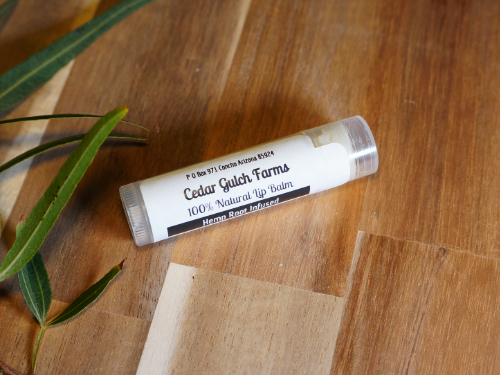 P O Box 971 Concho Arizona 85924
Cedar Gulch Farms
100% Natural Lip Balm
Hemp Root Infused